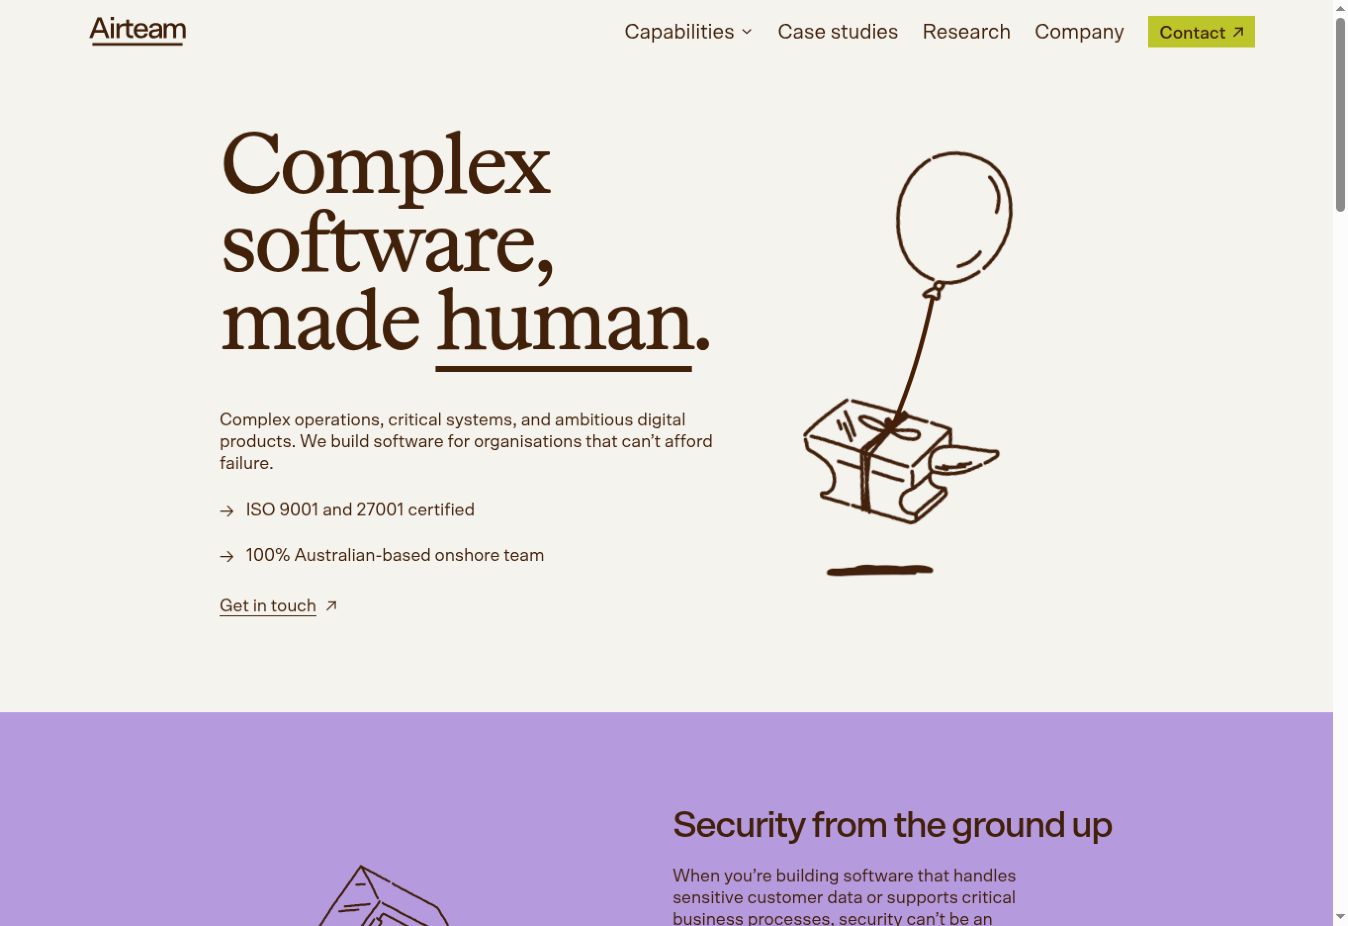 Airteam
Capabilities
Case studies
Research
Company
Contact
Complex
software,
made human.
Complex operations, critical systems, and ambitious digital
products. We build software for organisations that can’t afford
failure.
ISO 9001 and 27001 certified
100% Australian-based onshore team
Get in touch
Security from the ground up
When you’re building software that handles
sensitive customer data or supports critical
business processes, security can’t be an